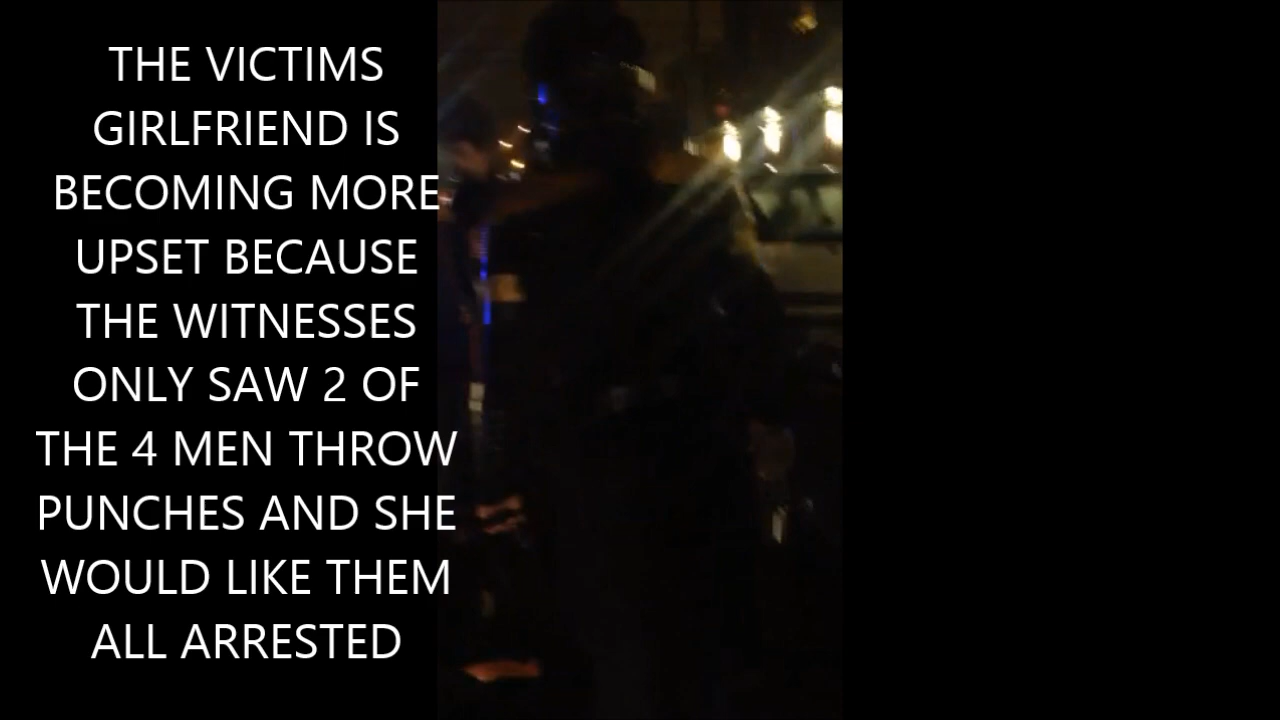 THE VICTIMS
GIRLFRIEND IS
BECOMING MORE
UPSET BECAUSE
THE WITNESSES
ONLY SAW 2 OF
THE 4 MEN THROW
PUNCHES AND SHE
WOULD LIKE THEM
ALL ARRESTED